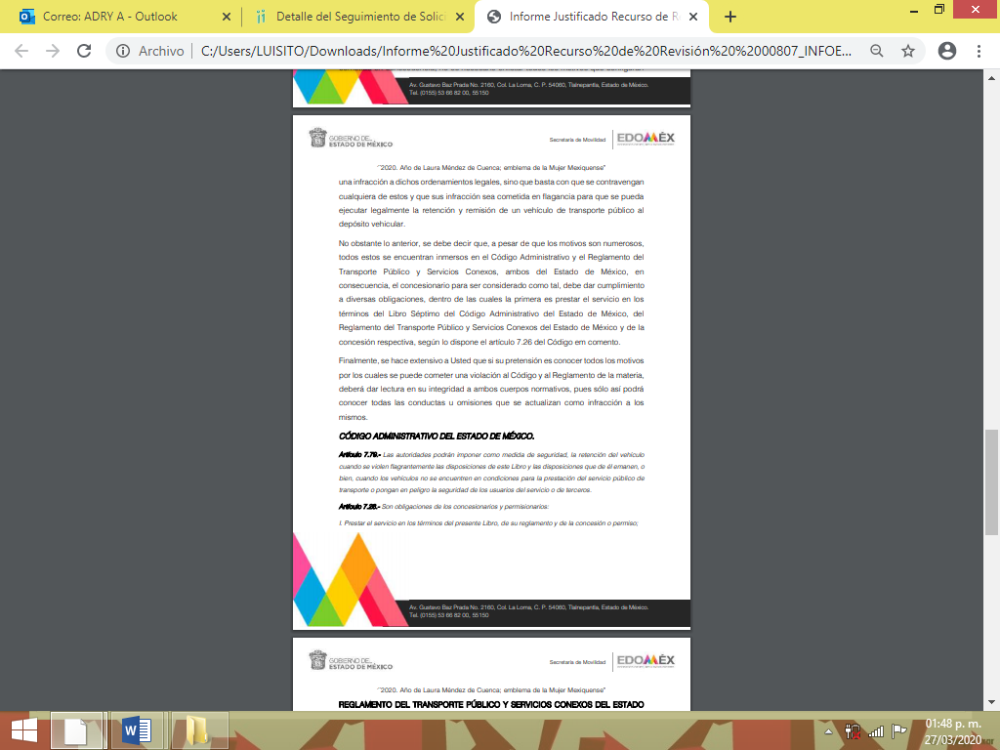 Correo: ADRY A - Outlook
Detalle del Seguimiento de Solici
Informe Justificado Recurso de R
Archivo
C:/Users/LUISITO/Downloads/Informe%20Justificado%20Recurso%20de%20Revisión%20%2000807_INFOE...
Av. Gustavo Baz Prada No. 2160, Col. La Loma, C. P. 54060, Tlalnepantla, Estado de México.
Tel. (0155) 53 66 82 00, 55150
GOBIERNO DEL
ESTADO DE MÉXICO
Secretaría de Movilidad
EDOMÉX
"2020. Año de Laura Méndez de Cuenca; emblema de la Mujer Mexiquense"
una infracción a dichos ordenamientos legales, sino que basta con que se contravengan
cualquiera de estos y que sus infracción sea cometida en flagancia para que se pueda
ejecutar legalmente la retención y remisión de un vehículo de transporte público al
depósito vehicular.
No obstante lo anterior, se debe decir que, a pesar de que los motivos son numerosos,
todos estos se encuentran inmersos en el Código Administrativo y el Reglamento del
Transporte Público y Servicios Conexos, ambos del Estado de México, en
consecuencia, el concesionario para ser considerado como tal, debe dar cumplimiento
a diversas obligaciones, dentro de las cuales la primera es prestar el servicio en los
términos del Libro Séptimo del Código Administrativo del Estado de México, del
Reglamento del Transporte Público y Servicios Conexos del Estado de México y de la
concesión respectiva, según lo dispone el artículo 7.26 del Código em comento.
Finalmente, se hace extensivo a Usted que si su pretensión es conocer todos los motivos
por los cuales se puede cometer una violación al Código y al Reglamento de la materia,
deberá dar lectura en su integridad a ambos cuerpos normativos, pues sólo así podrá
conocer todas las conductas u omisiones que se actualizan como infracción a los
mismos.
CÓDIGO ADMINISTRATIVO DEL ESTADO DE MÉXICO.
Artículo 7.79.- Las autoridades podrán imponer como medida de seguridad, la retención del vehículo
cuando se violen flagrantemente las disposiciones de este Libro y las disposiciones que de él emanen, o
bien, cuando los vehículos no se encuentren en condiciones para la prestación del servicio público de
transporte o pongan en peligro la seguridad de los usuarios del servicio o de terceros.
Artículo 7.26.- Son obligaciones de los concesionarios y permisionarios:
I. Prestar el servicio en los términos del presente Libro, de su reglamento y de la concesión o permiso;
Av. Gustavo Baz Prada No. 2160, Col. La Loma, C. P. 54060, Tlalnepantla, Estado de México.
Tel. (0155) 53 66 82 00, 55150
GOBIERNO DEL
ESTADO DE MÉXICO
Secretaría de Movilidad
EDOMÉX
"2020. Año de Laura Méndez de Cuenca; emblema de la Mujer Mexiquense"
REGLAMENTO DEL TRANSPORTE PÚBLICO Y SERVICIOS CONEXOS DEL ESTADO
01:48 p. m.
27/03/2020